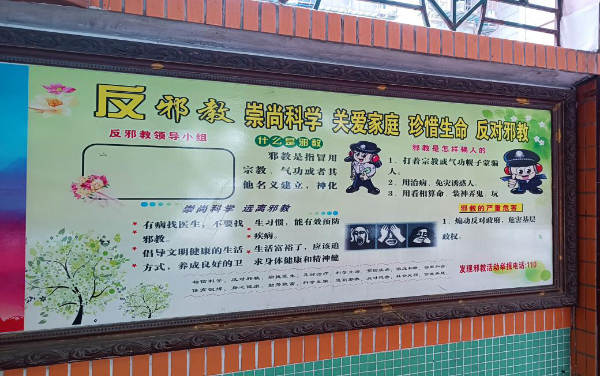 反邪教 崇尚科学 关爱家庭 珍惜生命 反对邪教
反邪教领导小组
什么是邪教
邪教是指冒用
宗教、气功或者其
他名义建立、神化
邪教是怎样骗人的
1、打着宗教或气功幌子蒙骗
人。
2、用治病、免灾诱惑人。
3、用看相算命、装神弄鬼、玩
崇尚科学 远离邪教
有病找医生，不要找
邪教。
倡导文明健康的生活
方式，养成良好的卫
生习惯，能有效预防
疾病。
生活富裕了，应该追
求身体健康和精神健
邪教的严重危害
1、煽动反对政府、危害基层
政权。
发现邪教活动举报电话:110